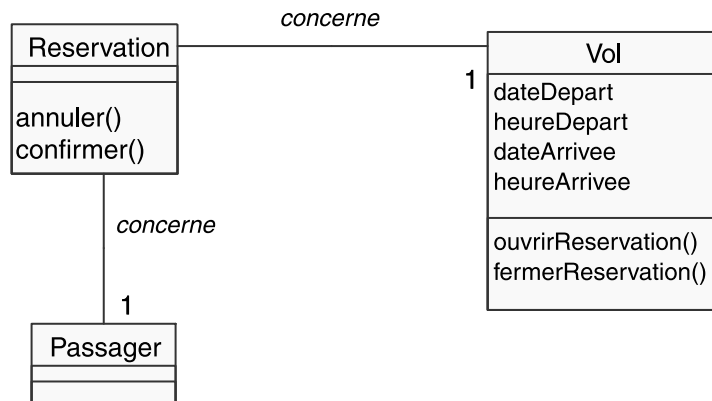 concerne
Reservation
Vol
1
annuler()
confirmer()
dateDepart
heureDepart
dateArrivee
heureArrivee
concerne
ouvrirReservation()
fermerReservation()
1
Passager